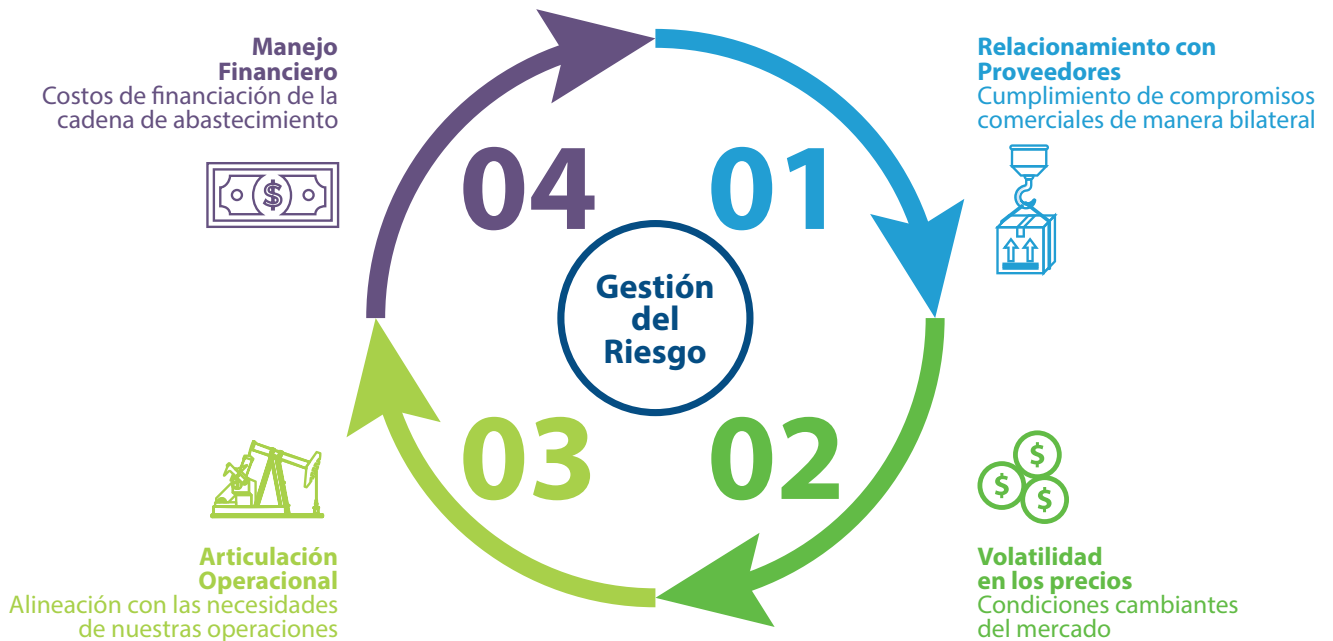 Manejo
Financiero
Costos de financiación de la
cadena de abastecimiento
$
04
01
Relacionamiento con
Proveedores
Cumplimiento de compromisos
comerciales de manera bilateral
Gestión
del
Riesgo
03
02
Articulación
Operacional
Alineación con las necesidades
de nuestras operaciones
$
$
$
Volatilidad
en los precios
Condiciones cambiantes
del mercado